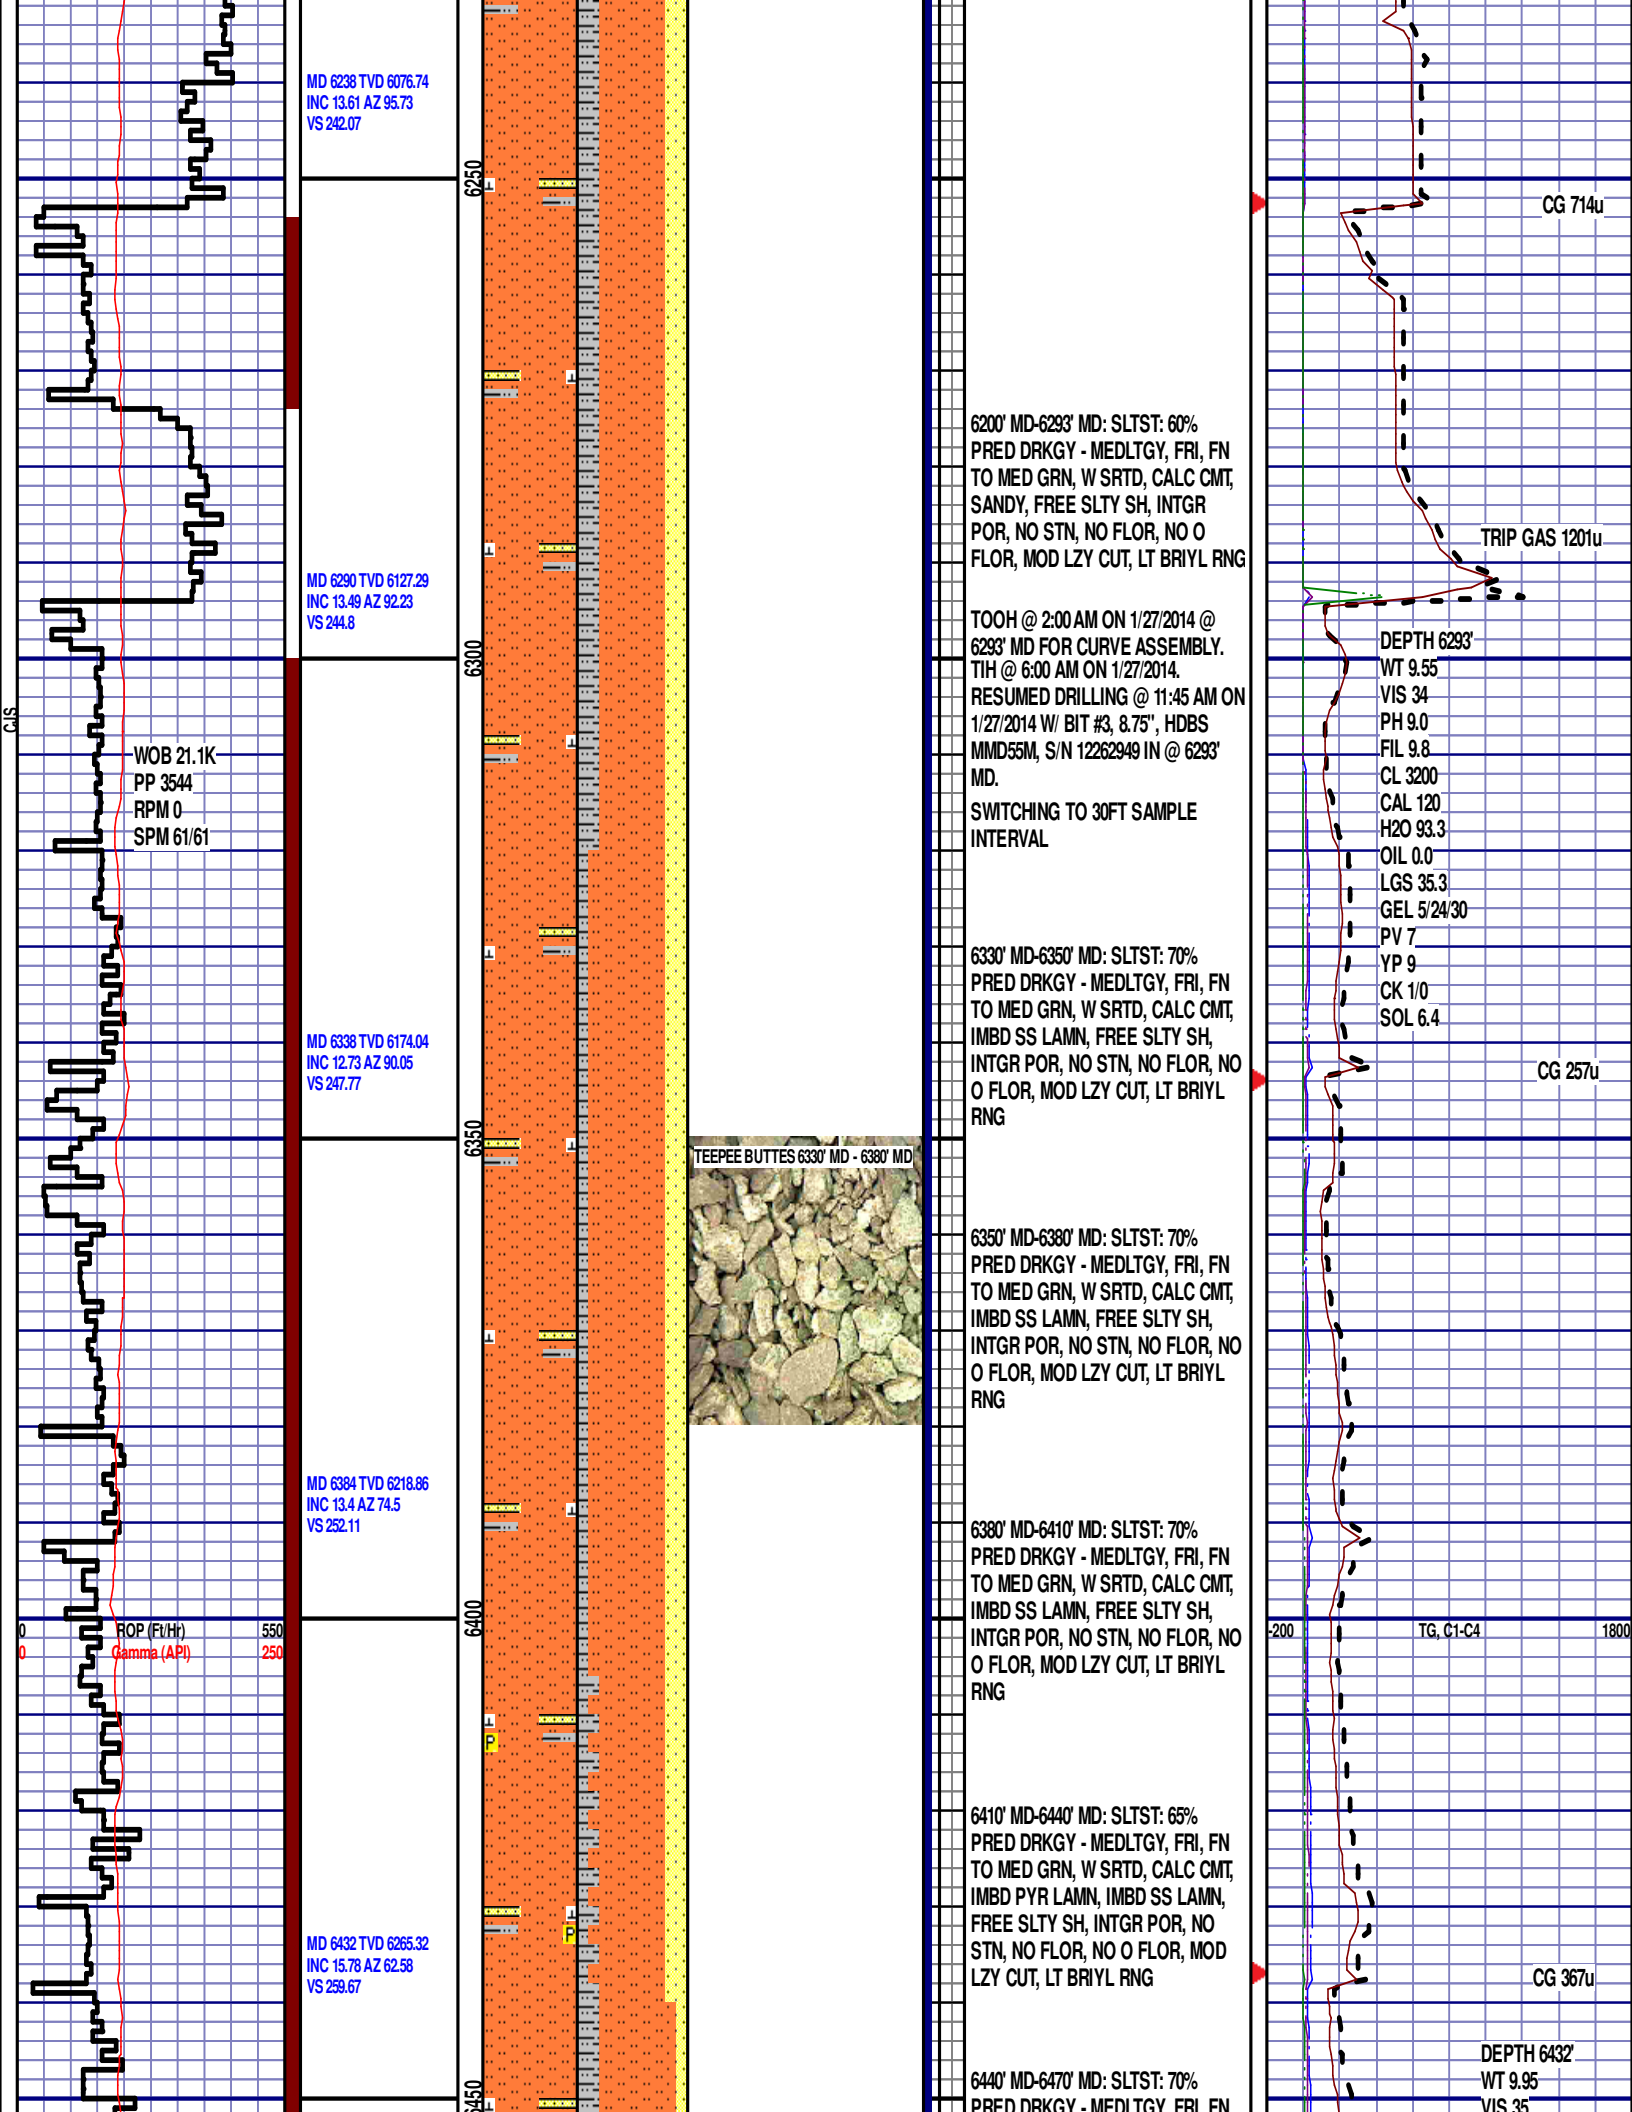 MD 6238 TVD 6076.74
INC 13.61 AZ 95.73
VS 242.07
6250
CG 714u
6200' MD-6293' MD: SLTST: 60%
PRED DRKGY - MEDLTGY, FRI, FN
TO MED GRN, W SRTD, CALC CMT,
SANDY, FREE SLTY SH, INTGR
POR, NO STN, NO FLOR, NO O
FLOR, MOD LZY CUT, LT BRIYL RNG
TRIP GAS 1201u
MD 6290 TVD 6127.29
INC 13.49 AZ 92.23
VS 244.8
TOOH @ 2:00 AM ON 1/27/2014 @
6293' MD FOR CURVE ASSEMBLY.
TIH @ 6:00 AM ON 1/27/2014.
RESUMED DRILLING @ 11:45 AM ON
1/27/2014 W/ BIT #3, 8.75", HDBS
MMD55M, S/N 12262949 IN @ 6293'
MD.
SWITCHING TO 30FT SAMPLE
INTERVAL
6300
DEPTH 6293'
WT 9.55
VIS 34
PH 9.0
FIL 9.8
CL 3200
CAL 120
H2O 93.3
OIL 0.0
LGS 35.3
GEL 5/24/30
PV 7
YP 9
CK 1/0
SOL 6.4
CJS
WOB 21.1K
PP 3544
RPM 0
SPM 61/61
6330' MD-6350' MD: SLTST: 70%
PRED DRKGY - MEDLTGY, FRI, FN
TO MED GRN, W SRTD, CALC CMT,
IMBD SS LAMN, FREE SLTY SH,
INTGR POR, NO STN, NO FLOR, NO
O FLOR, MOD LZY CUT, LT BRIYL
RNG
MD 6338 TVD 6174.04
INC 12.73 AZ 90.05
VS 247.77
CG 257u
6350
TEEPEE BUTTES 6330' MD - 6380' MD
6350' MD-6380' MD: SLTST: 70%
PRED DRKGY - MEDLTGY, FRI, FN
TO MED GRN, W SRTD, CALC CMT,
IMBD SS LAMN, FREE SLTY SH,
INTGR POR, NO STN, NO FLOR, NO
O FLOR, MOD LZY CUT, LT BRIYL
RNG
MD 6384 TVD 6218.86
INC 13.4 AZ 74.5
VS 252.11
6380' MD-6410' MD: SLTST: 70%
PRED DRKGY - MEDLTGY, FRI, FN
TO MED GRN, W SRTD, CALC CMT,
IMBD SS LAMN, FREE SLTY SH,
INTGR POR, NO STN, NO FLOR, NO
O FLOR, MOD LZY CUT, LT BRIYL
RNG
6400
0 ROP (Ft/Hr) 550
0 Gamma (API) 250
-200 TG, C1-C4 1800
P
6410' MD-6440' MD: SLTST: 65%
PRED DRKGY - MEDLTGY, FRI, FN
TO MED GRN, W SRTD, CALC CMT,
IMBD PYR LAMN, IMBD SS LAMN,
FREE SLTY SH, INTGR POR, NO
STN, NO FLOR, NO O FLOR, MOD
LZY CUT, LT BRIYL RNG
P
MD 6432 TVD 6265.32
INC 15.78 AZ 62.58
VS 259.67
CG 367u
DEPTH 6432'
WT 9.95
VIS 35
6440' MD-6470' MD: SLTST: 70%
PRED DRKGY - MEDLTGY, FRI, FN
6450